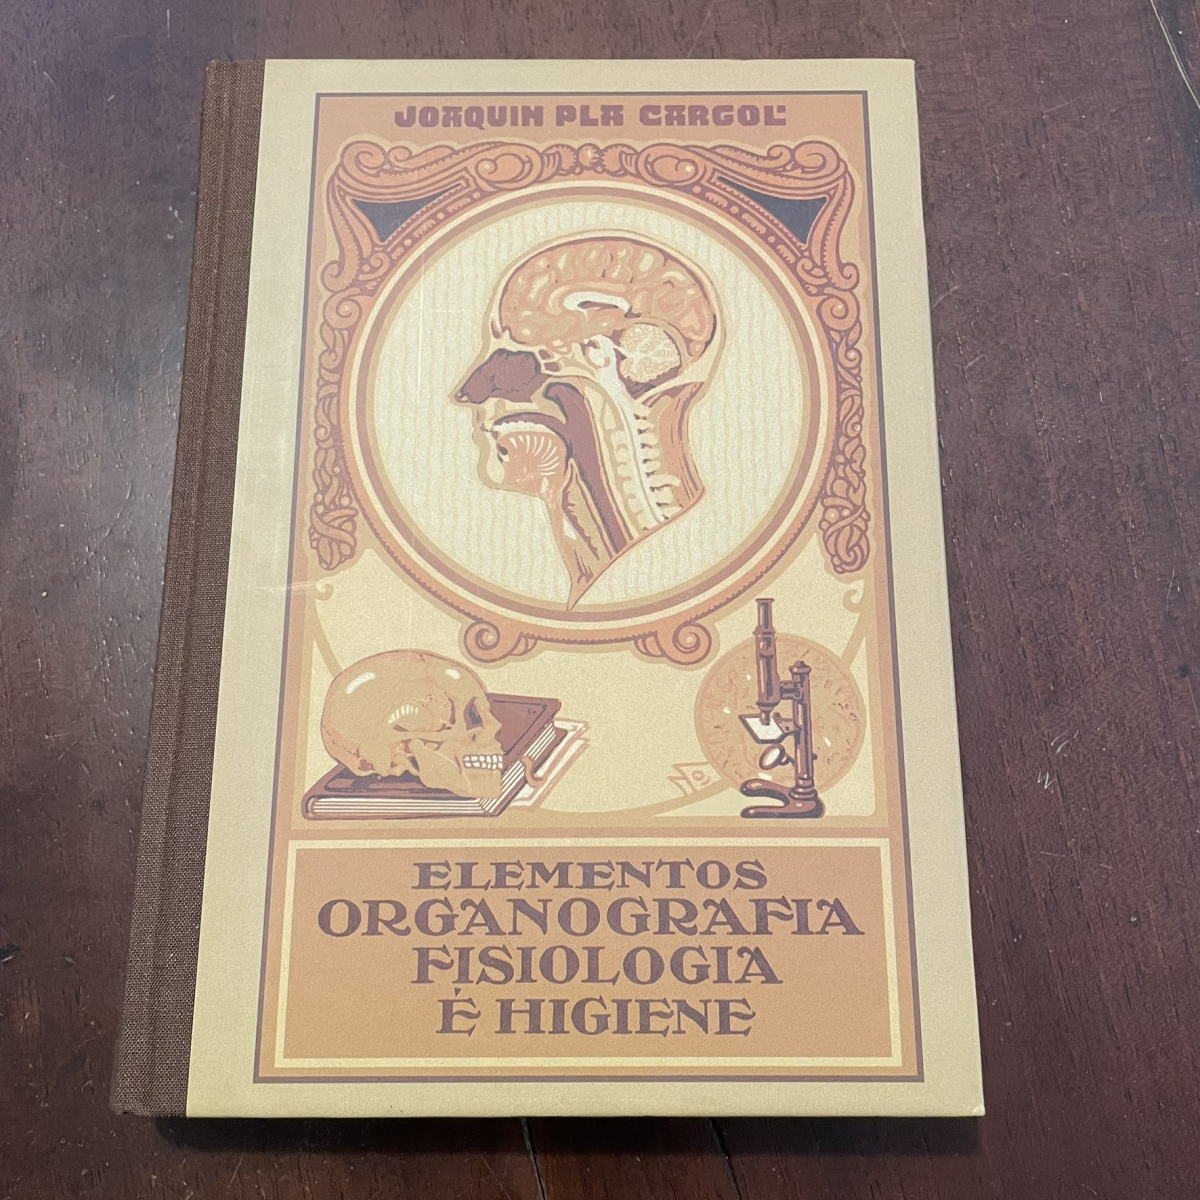 JOAQUIN PLA CARGOL
ELEMENTOS
ORGANOGRAFIA
FISIOLOGIA
É HIGIENE